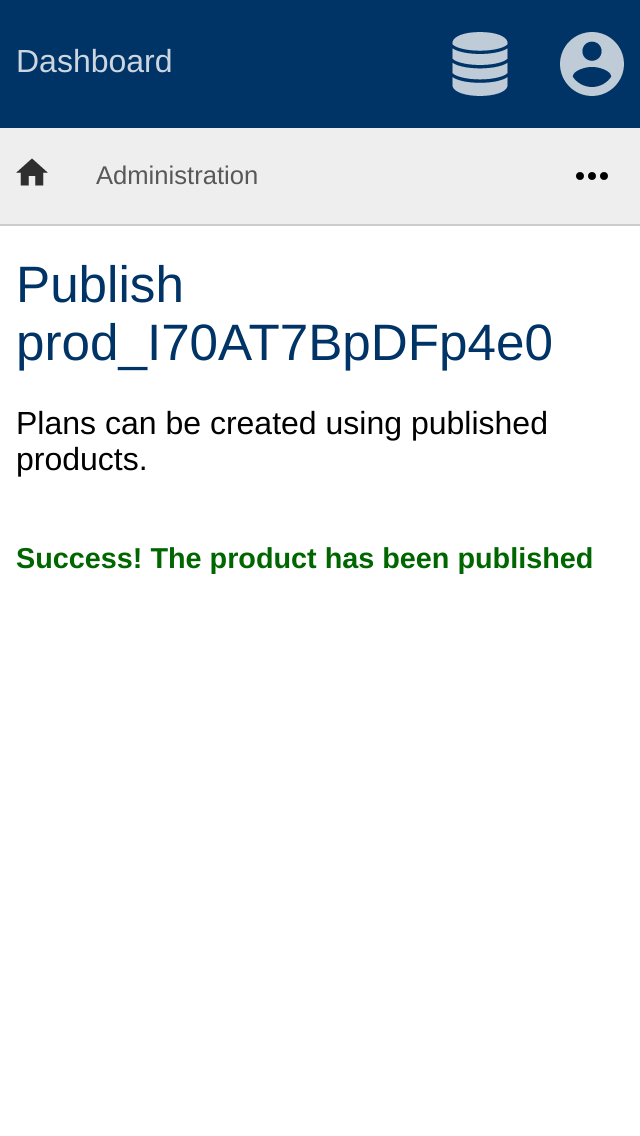 Dashboard
Administration
Publish
prod_I70AT7BpDFp4e0
Plans can be created using published
products.
Success! The product has been published